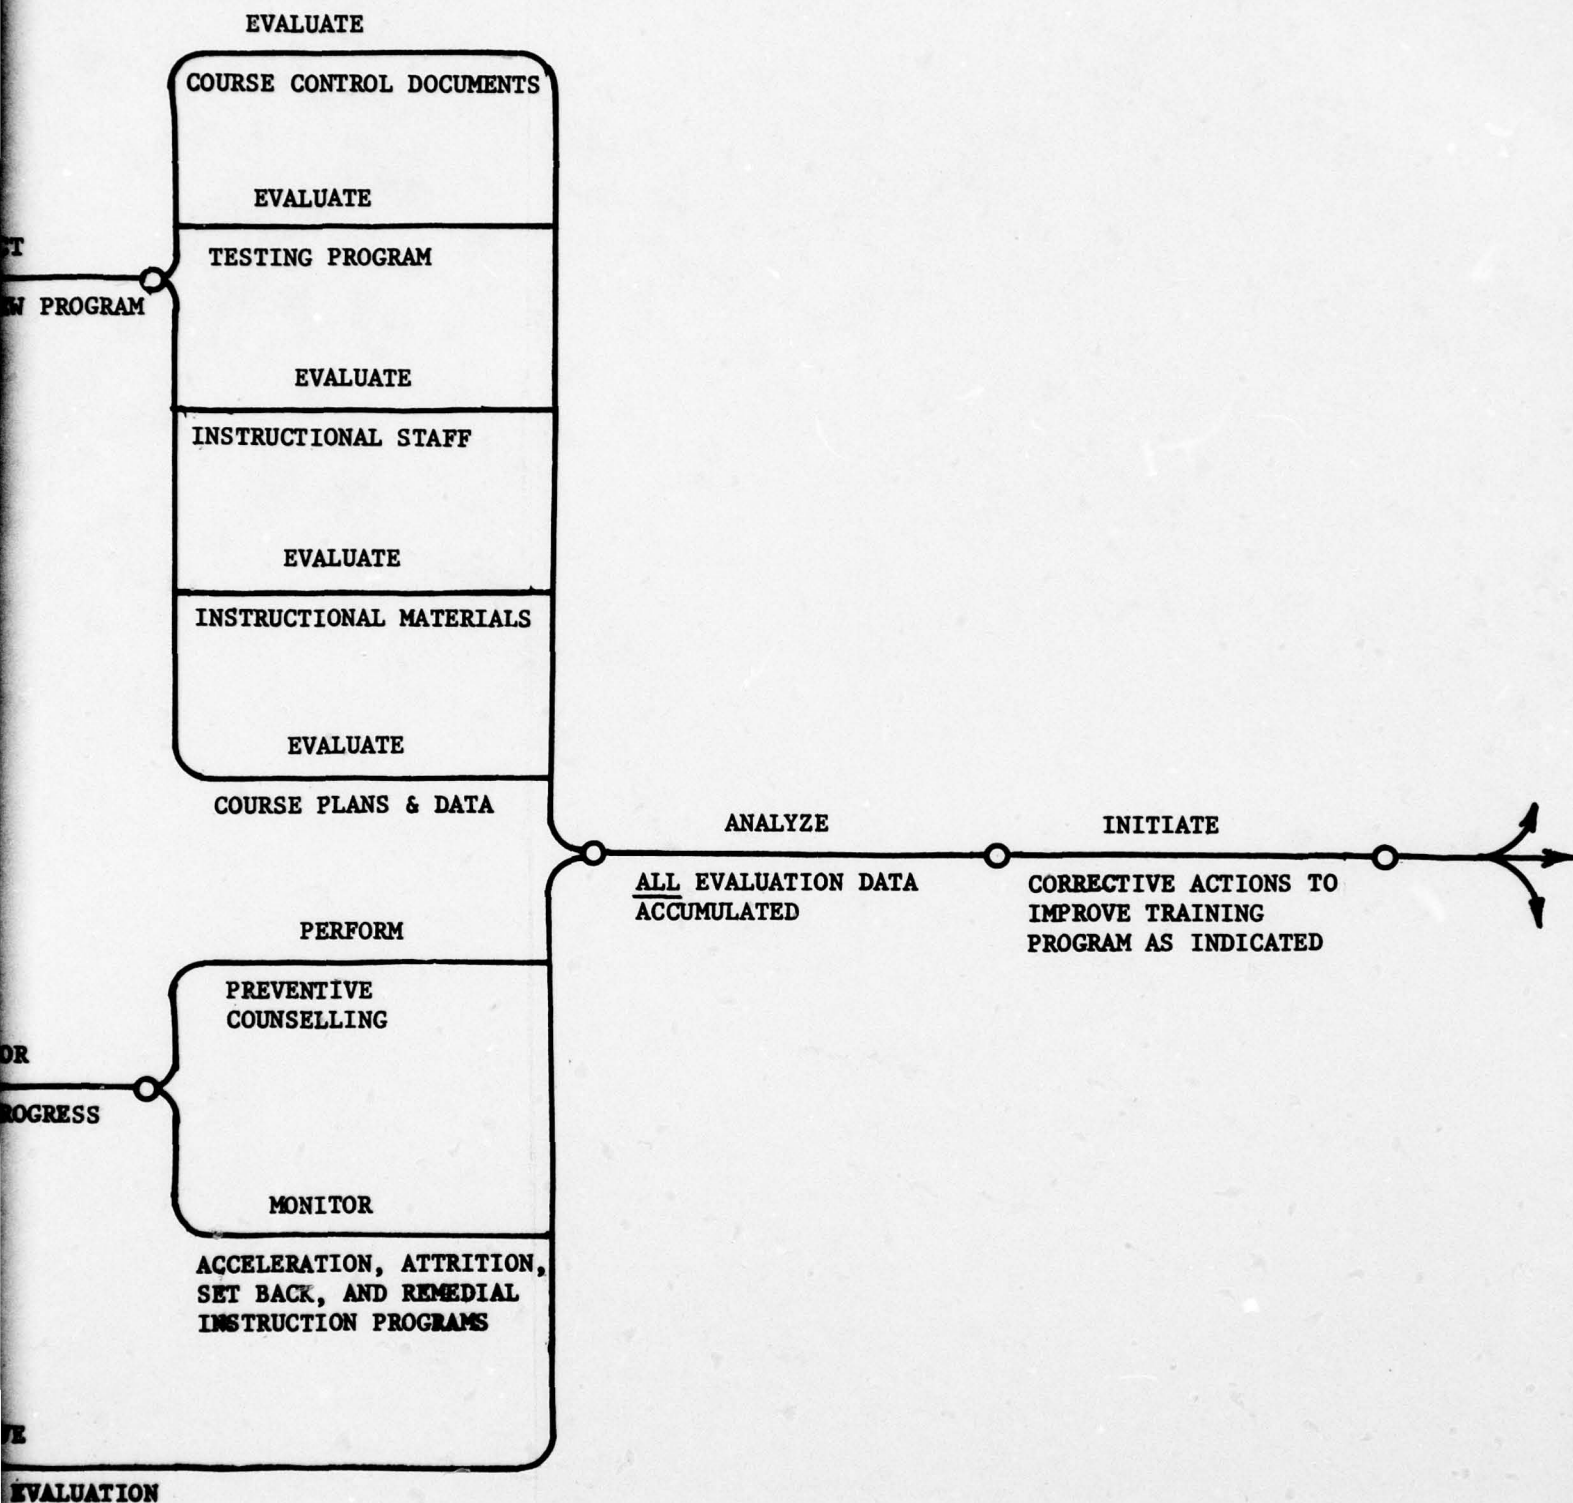 EVALUATE
COURSE CONTROL DOCUMENTS
EVALUATE
TESTING PROGRAM
PROGRAM
EVALUATE
INSTRUCTIONAL STAFF
EVALUATE
INSTRUCTIONAL MATERIALS
EVALUATE
COURSE PLANS & DATA
ANALYZE
ALL EVALUATION DATA
ACCUMULATED
INITIATE
CORRECTIVE ACTIONS TO
IMPROVE TRAINING
PROGRAM AS INDICATED
PERFORM
PREVENTIVE
COUNSELLING
OR
ROGRESS
MONITOR
ACCELERATION, ATTRITION,
SET BACK, AND REMEDIAL
INSTRUCTION PROGRAMS
EVALUATION